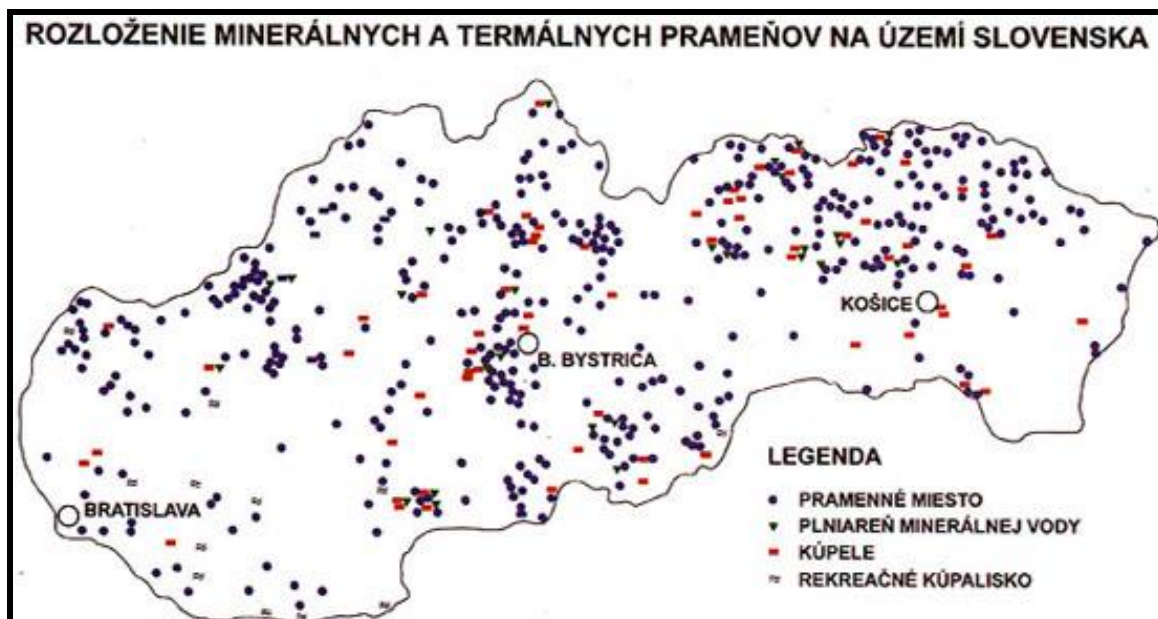 ROZLOŽENIE MINERÁLNYCH A TERMÁLNYCH PRAMEŇOV NA ÚZEMÍ SLOVENSKA
KOŠICE
B. BYSTRICA
BRATISLAVA
LEGENDA
PRAMENNÉ MIESTO
PLNIAREŇ MINERÁLNEJ VODY
KÚPELE
REKREAČNÉ KÚPALISKO